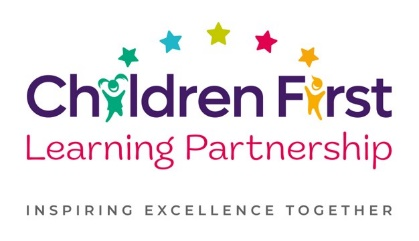 Children First
Learning Partnership
INSPIRING EXCELLENCE TOGETHER